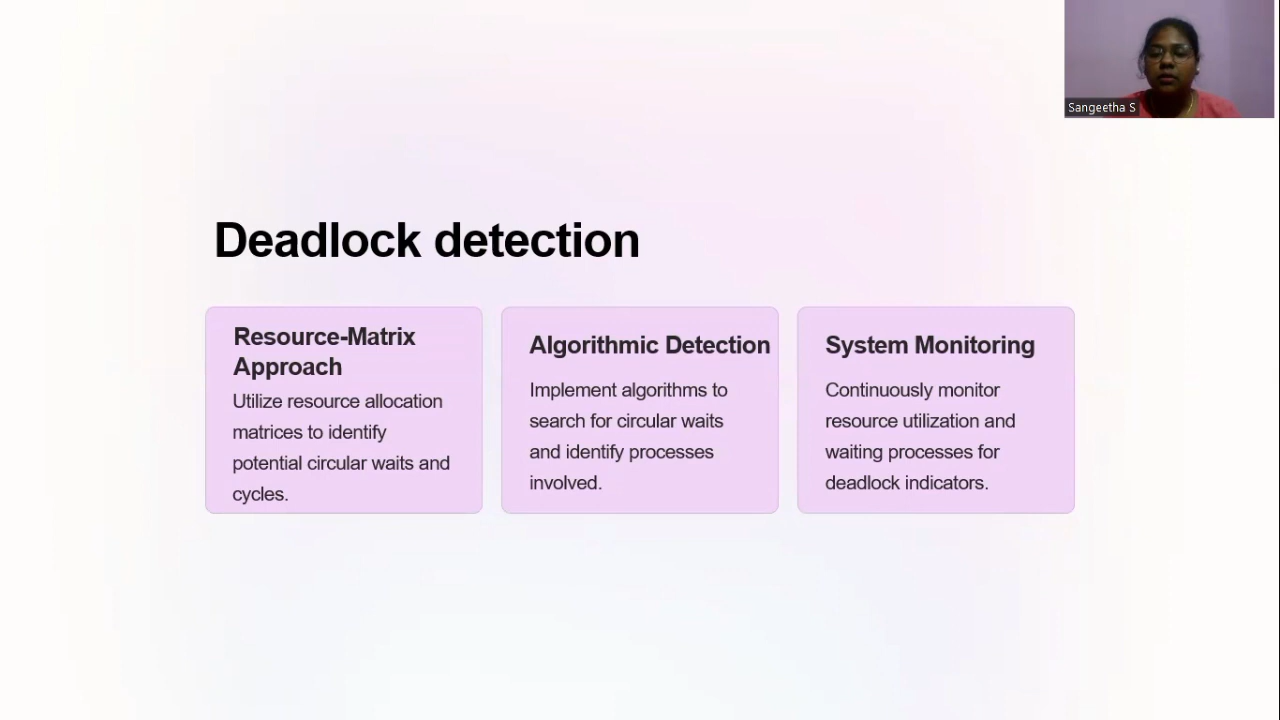 Sangeetha S
Deadlock detection
Resource-Matrix
Approach
Utilize resource allocation
matrices to identify
potential circular waits and
cycles.
Algorithmic Detection
Implement algorithms to
search for circular waits
and identify processes
involved.
System Monitoring
Continuously monitor
resource utilization and
waiting processes for
deadlock indicators.